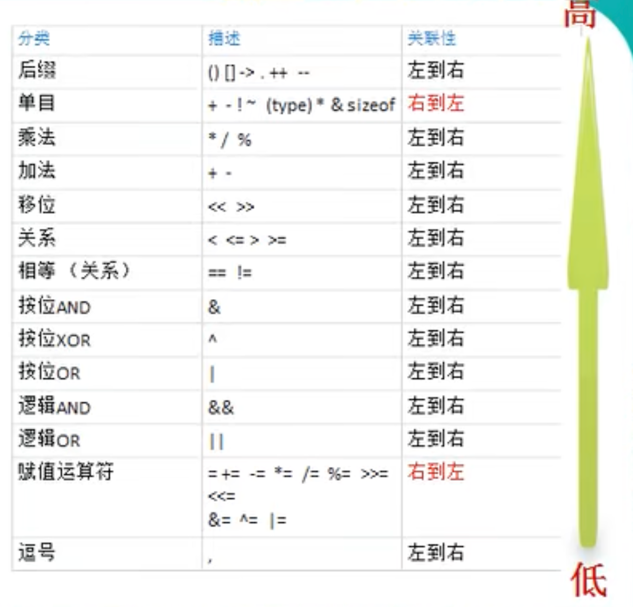 高
分类 描述 关联性
后缀 () [] -> . ++ -- 左到右
单目 + - ! ~ (type) * & sizeof 右到左
乘法 * / % 左到右
加法 + - 左到右
移位 << >> 左到右
关系 < <= > >= 左到右
相等（关系） == != 左到右
按位AND & 左到右
按位XOR ^ 左到右
按位OR | 左到右
逻辑AND && 左到右
逻辑OR || 左到右
赋值运算符 = += -= *= /= %= >>= 右到左
<<=
&= ^= |=
逗号 , 左到右
低